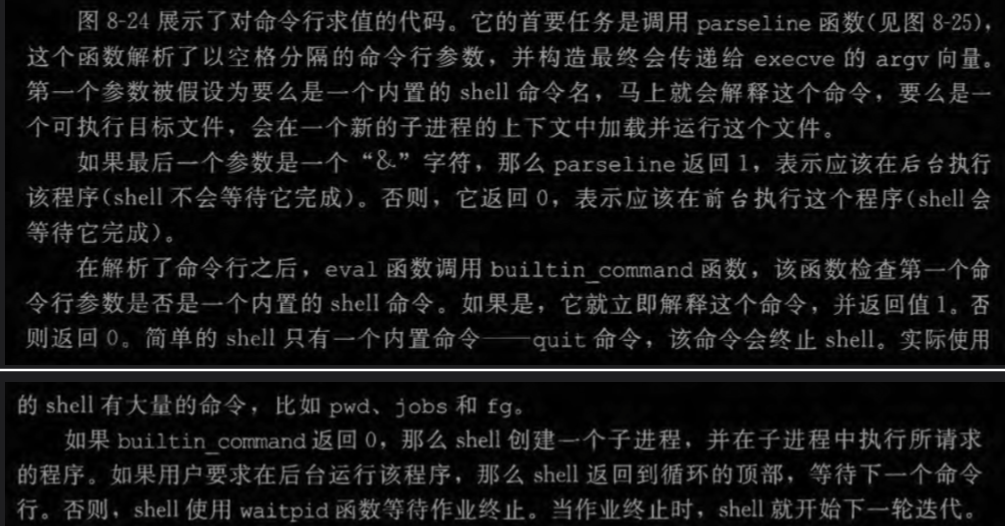 图 8-24 展示了对命令行求值的代码。它的首要任务是调用 parseline 函数(见图 8-25),
这个函数解析了以空格分隔的命令行参数，并构造最终会传递给 execve 的 argv 向量。
第一个参数被假设为要么是一个内置的 shell 命令名，马上就会解释这个命令，要么是一
个可执行目标文件，会在一个新的子进程的上下文中加载并运行这个文件。
如果最后一个参数是一个“&”字符，那么 parseline 返回 1，表示应该在后台执行
该程序(shell 不会等待它完成)。否则，它返回 0，表示应该在前台执行这个程序(shell 会
等待它完成)。
在解析了命令行之后，eval 函数调用 builtin_command 函数，该函数检查第一个命
令行参数是否是一个内置的 shell 命令。如果是，它就立即解释这个命令，并返回值 1。否
则返回 0。简单的 shell 只有一个内置命令——quit 命令，该命令会终止 shell。实际使用
的 shell 有大量的命令，比如 pwd、jobs 和 fg。
如果 builtin_command 返回 0，那么 shell 创建一个子进程，并在子进程中执行所请求
的程序。如果用户要求在后台运行该程序，那么 shell 返回到循环的顶部，等待下一个命令
行。否则，shell 使用 waitpid 函数等待作业终止。当作业终止时，shell 就开始下一轮迭代。